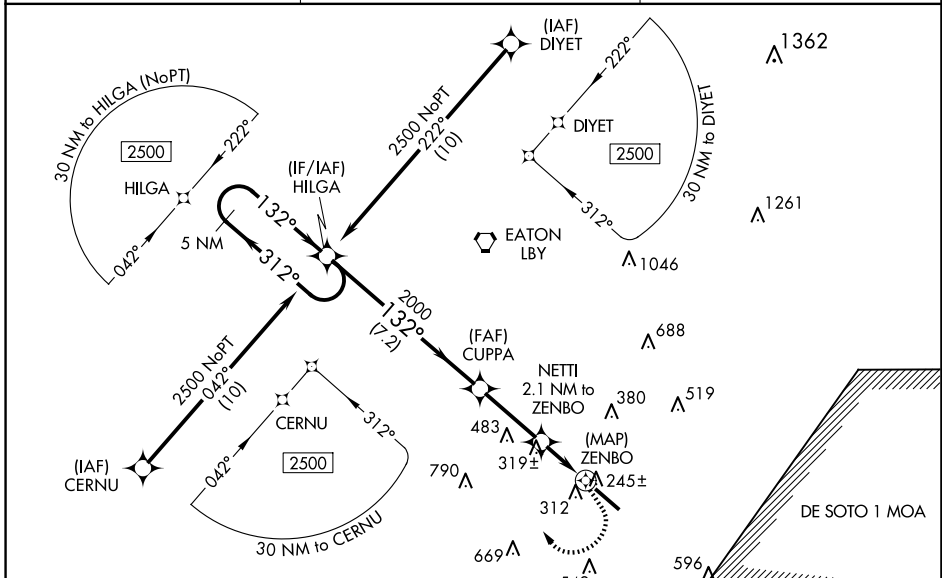 (IAF)
DIYET
1362
30 NM to HILGA (NoPT)
2500
222°
HILGA
042°
2500 NoPT
222°
(10)
222°
DIYET
2500
312°
30 NM to DIYET
(IF/IAF)
HILGA
132°
5 NM
312°
EATON
LBY
1261
1046
2000
132°
(7.2)
688
(FAF)
CUPPA
NETTI
2.1 NM to
ZENBO
380
519
2500 NoPT
042°
(10)
CERNU
312°
042°
2500
30 NM to CERNU
(IAF)
CERNU
483
319±
(MAP)
ZENBO
790
245±
312
DE SOTO 1 MOA
669
596